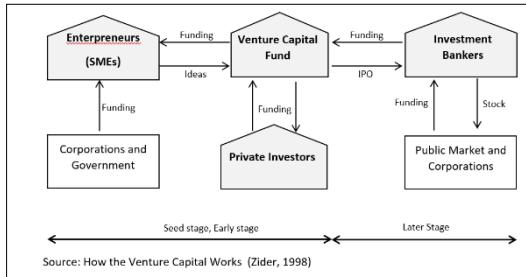 Enterpreneurs
(SMEs)
Funding
Ideas
Venture Capital
Fund
Funding
IPO
Investment
Bankers
Funding
Funding
Funding
Stock
Corporations and
Government
Private Investors
Public Market and
Corporations
Seed stage, Early stage
Later Stage
Source: How the Venture Capital Works (Zider, 1998)